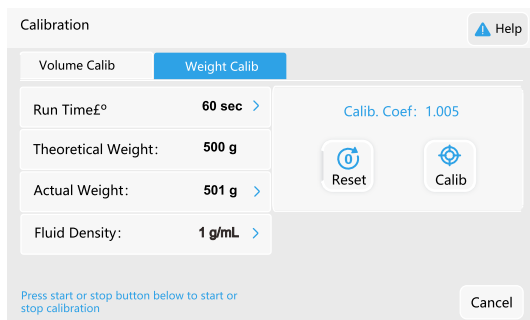 Calibration
Help
Volume Calib
Weight Calib
Run Time£º 60 sec
Calib. Coef: 1.005
Theoretical Weight: 500 g
0
Reset
Calib
Actual Weight: 501 g
Fluid Density: 1 g/mL
Press start or stop button below to start or
stop calibration
Cancel